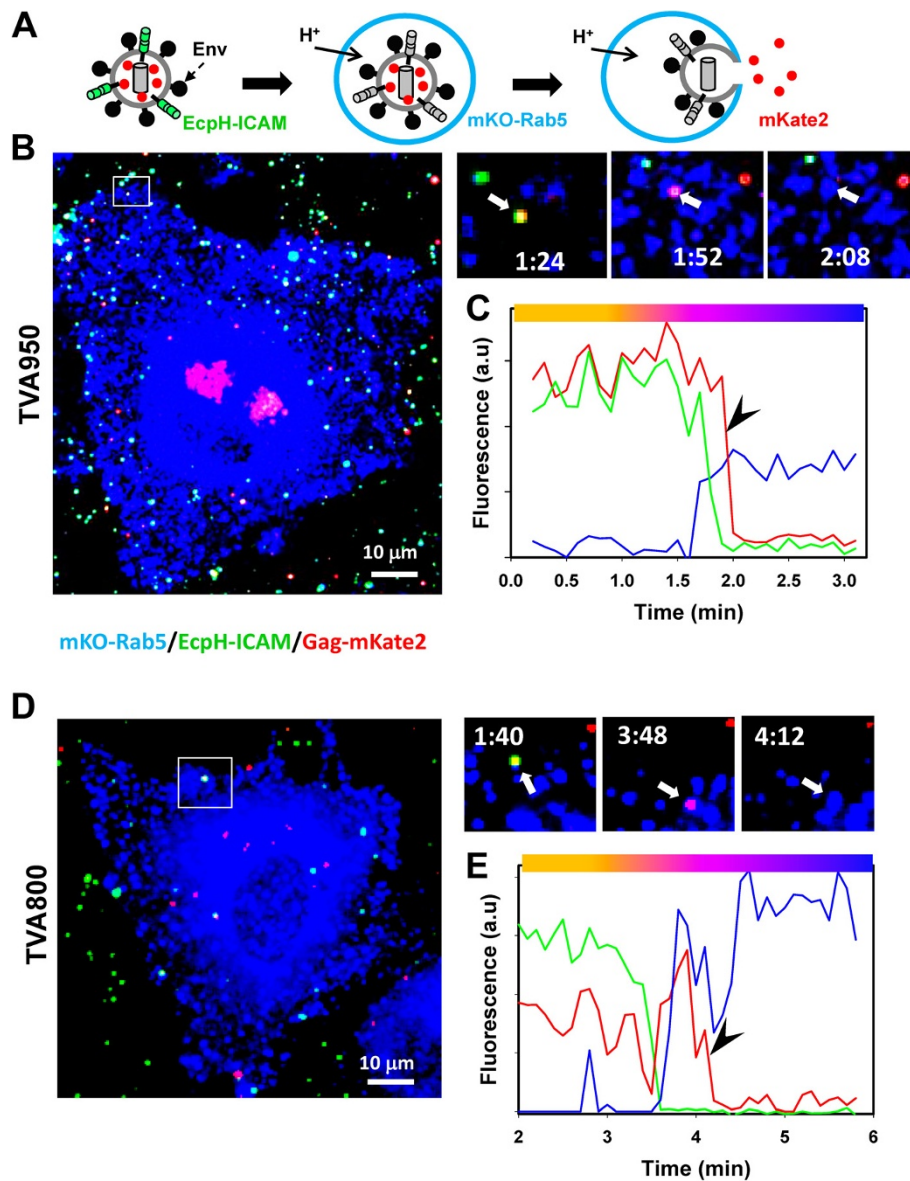 A
Env
EcpH-ICAM
H+
mKO-Rab5
H+
mKate2
B
TVA950
10 µm
1:24
1:52
2:08
C
Fluorescence (a.u)
0.0 0.5 1.0 1.5 2.0 2.5 3.0
Time (min)
mKO-Rab5/EcpH-ICAM/Gag-mKate2
D
TVA800
10 µm
1:40
3:48
4:12
E
Fluorescence (a.u)
2 3 4 5 6
Time (min)